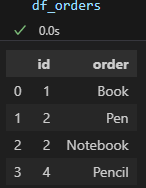 df_orders
0.0s
id order
0 1 Book
1 2 Pen
2 2 Notebook
3 4 Pencil